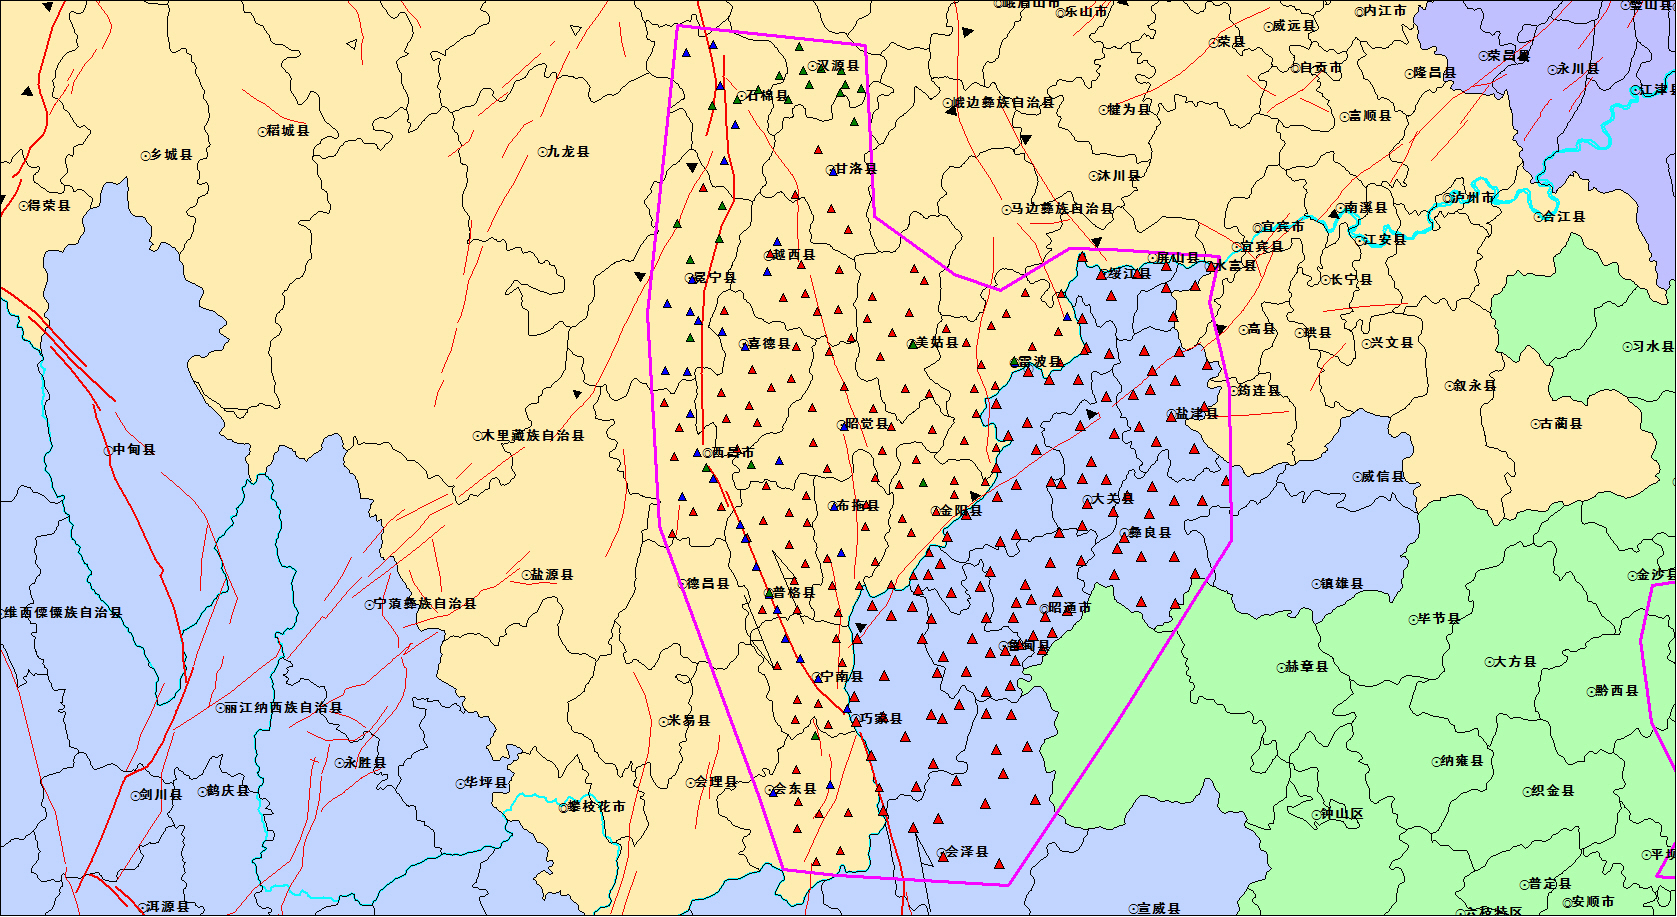 峨眉山市
乐山市
内江市
璧山县
威远县
荣县
荣昌县
自贡市
隆昌县
永川县
汉源县
石棉县
江津县
峨边彝族自治县
犍为县
富顺县
稻城县
乡城县
九龙县
甘洛县
沐川县
得荣县
马边彝族自治县
南溪县
泸州市
合江县
宜宾市
江安县
宜宾县
越西县
屏山县
水富县
绥江县
冕宁县
长宁县
高县
珙县
喜德县
美姑县
兴文县
习水县
雷波县
筠连县
叙永县
盐津县
昭觉县
古蔺县
木里藏族自治县
中甸县
西昌市
威信县
大关县
布拖县
金阳县
彝良县
盐源县
德昌县
金沙县
镇雄县
普格县
宁蒗彝族自治县
昭通市
维西傈僳族自治县
毕节县
鲁甸县
大方县
赫章县
宁南县
黔西县
丽江纳西族自治县
巧家县
米易县
永胜县
纳雍县
华坪县
会理县
会东县
鹤庆县
剑川县
织金县
攀枝花市
钟山区
会泽县
平坝
普定县
安顺市
洱源县
宣威县
六枝特区